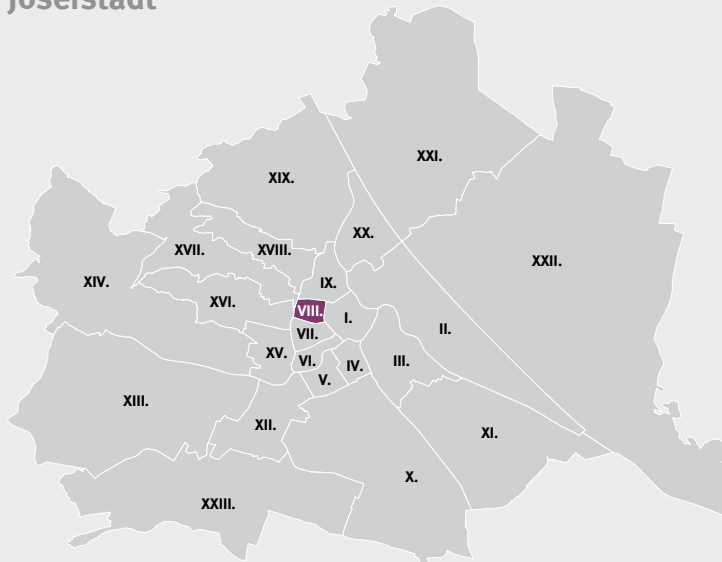 Josefstadt
XXI.
XIX.
XX.
XVII.
XVIII.
XXII.
XIV.
IX.
XVI.
VIII.
I.
II.
VII.
XV.
VI.
IV.
III.
V.
XIII.
XII.
XI.
X.
XXIII.